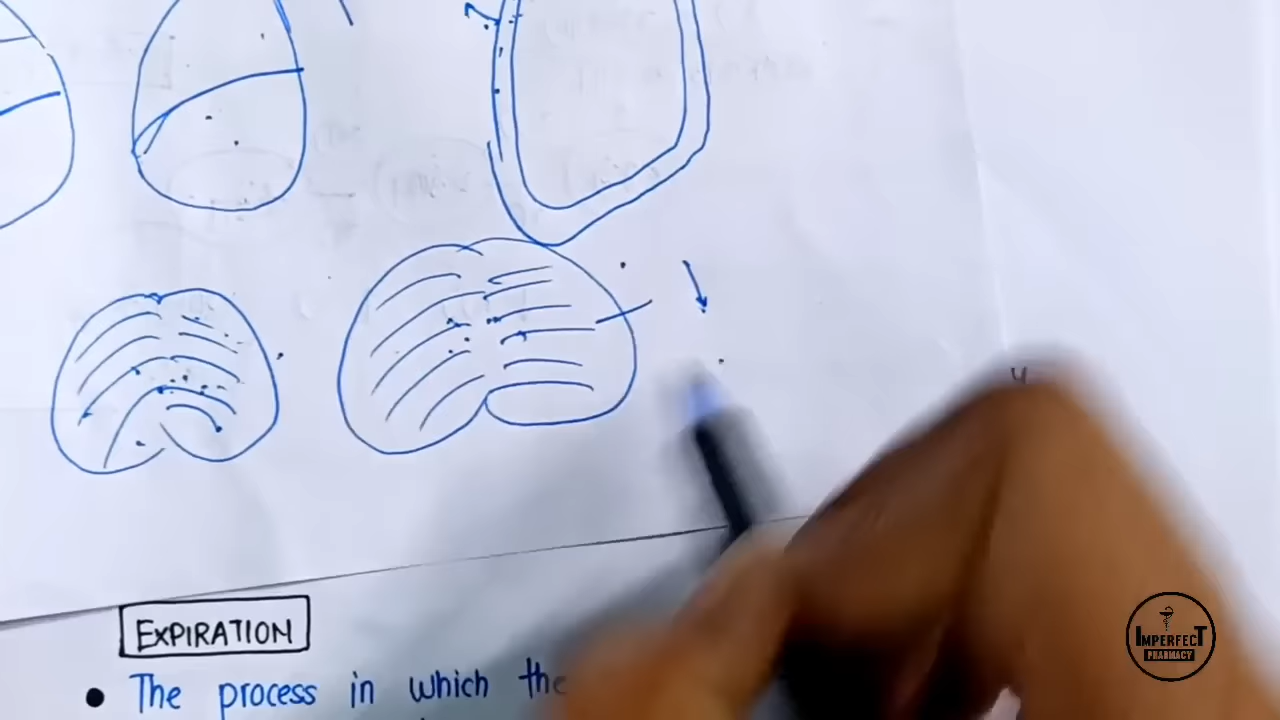 EXPIRATION
• The process in which the
IMPERFECT
PHARMACY